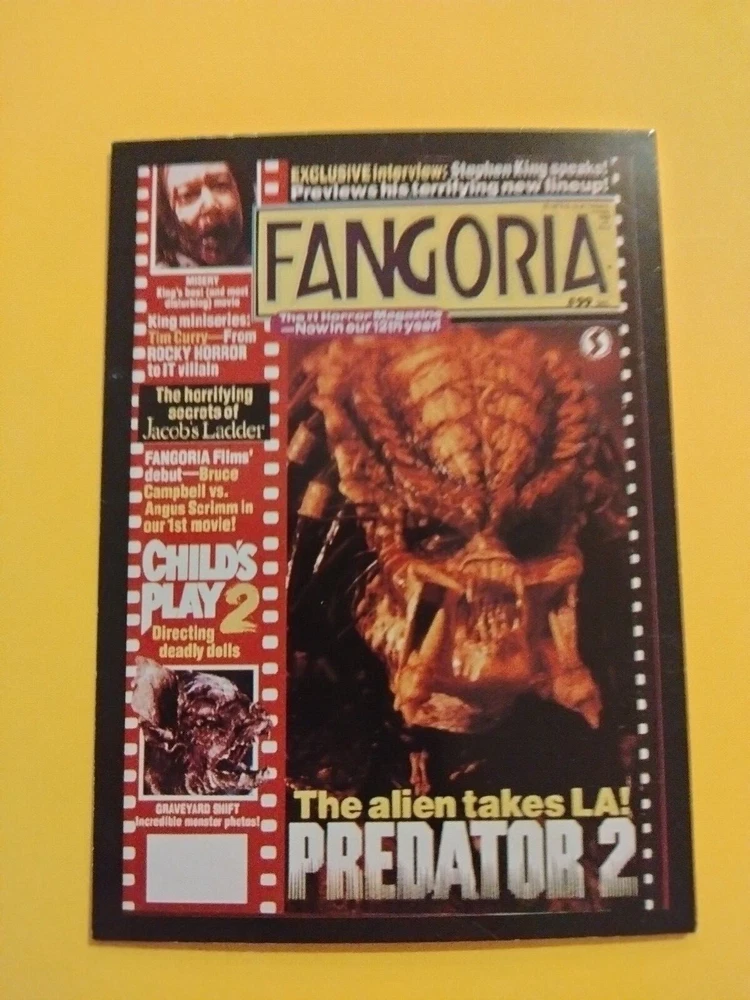 EXCLUSIVE Interview: Stephen King speaks!
Previews his terrifying new lineup!
FANGORIA
#99
The #1 Horror Magazine
—Now in our 12th year!
MISERY
King's best (and most
disturbing) movie
King miniseries:
Tim Curry—From
ROCKY HORROR
to IT villain
The horrifying
secrets of
Jacob's Ladder
FANGORIA Films'
debut—Bruce
Campbell vs.
Angus Scrimm in
our 1st movie!
CHILD'S
PLAY 2
Directing
deadly dolls
GRAVEYARD SHIFT
Incredible monster photos!
The alien takes LA!
PREDATOR 2